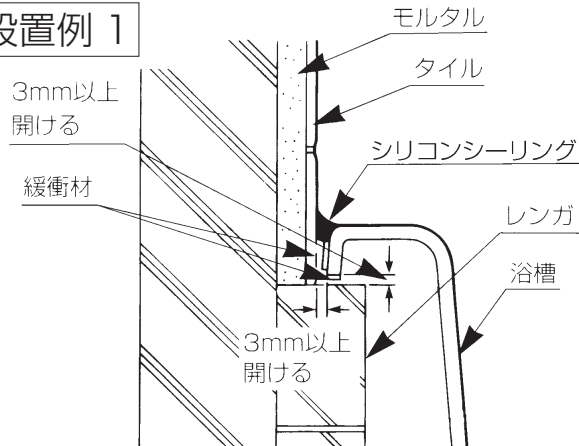 設置例 1
モルタル
タイル
3mm以上
開ける
シリコンシーリング
緩衝材
レンガ
浴槽
3mm以上
開ける